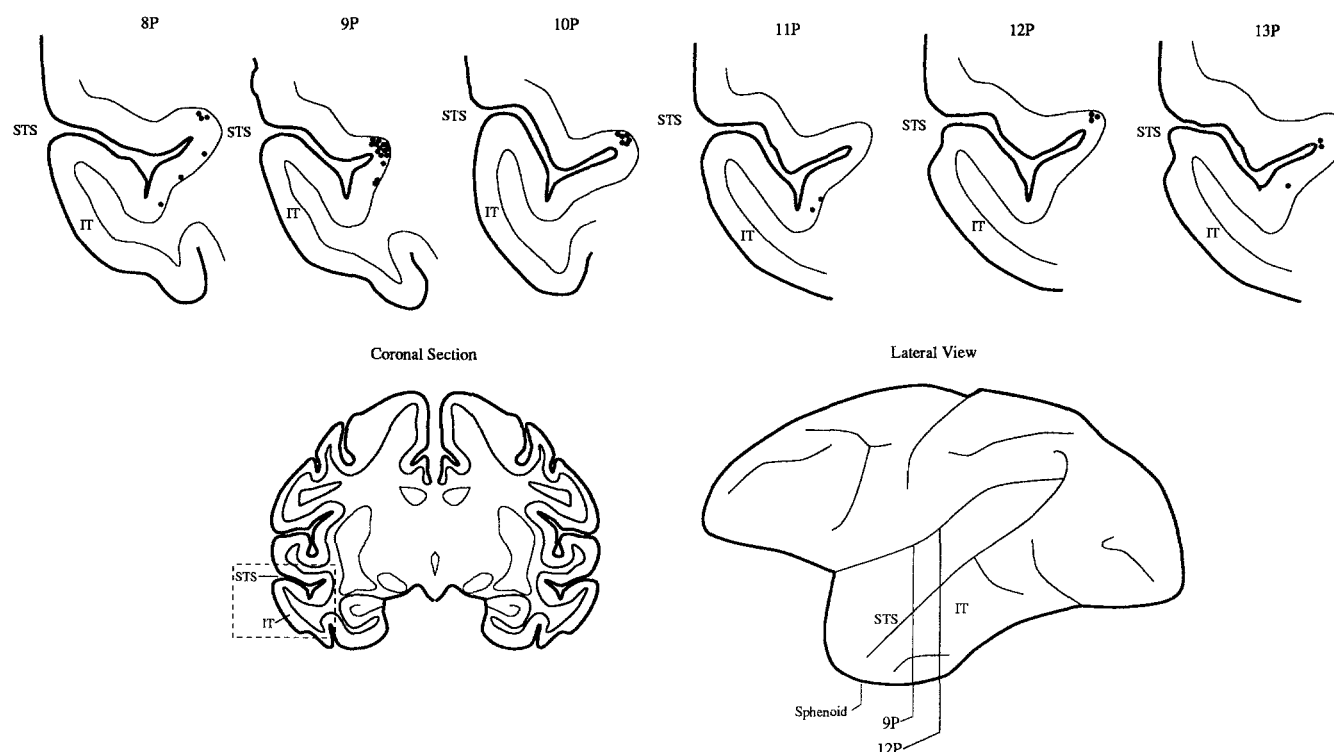 8P
9P
10P
11P
12P
13P
STS
STS
STS
STS
STS
STS
IT
IT
IT
IT
IT
IT
Coronal Section
Lateral View
STS
IT
STS
IT
Sphenoid
9P
12P